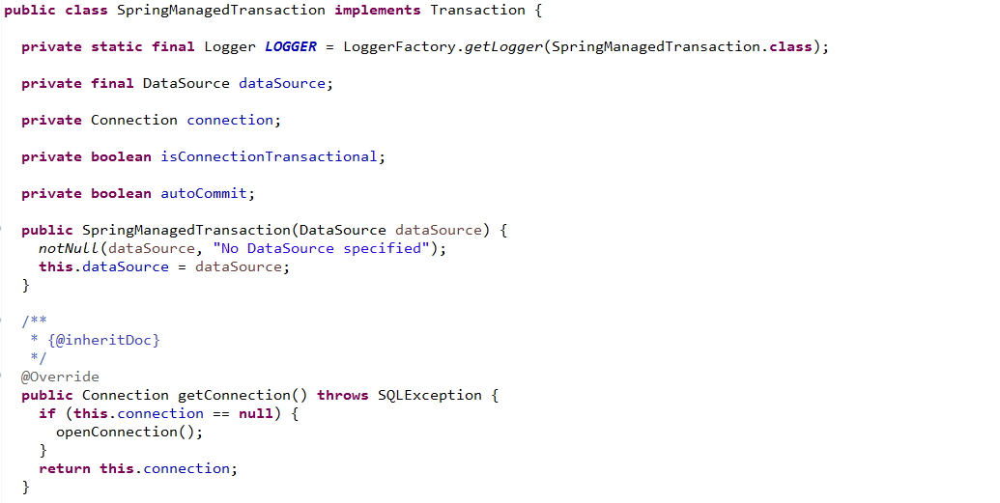 public class SpringManagedTransaction implements Transaction {
private static final Logger LOGGER = LoggerFactory.getLogger(SpringManagedTransaction.class);
private final DataSource dataSource;
private Connection connection;
private boolean isConnectionTransactional;
private boolean autoCommit;
public SpringManagedTransaction(DataSource dataSource) {
notNull(dataSource, "No DataSource specified");
this.dataSource = dataSource;
}
/**
* {@inheritDoc}
*/
@Override
public Connection getConnection() throws SQLException {
if (this.connection == null) {
openConnection();
}
return this.connection;
}